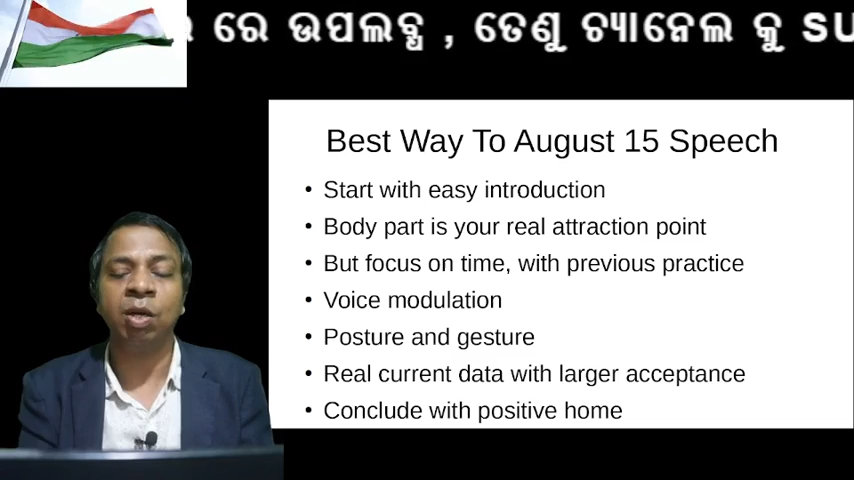 ରେ ଉପଲବ୍ଧ , ତେଣୁ ଚ୍ୟାନେଲ କୁ SU
Best Way To August 15 Speech
• Start with easy introduction
• Body part is your real attraction point
• But focus on time, with previous practice
• Voice modulation
• Posture and gesture
• Real current data with larger acceptance
• Conclude with positive home